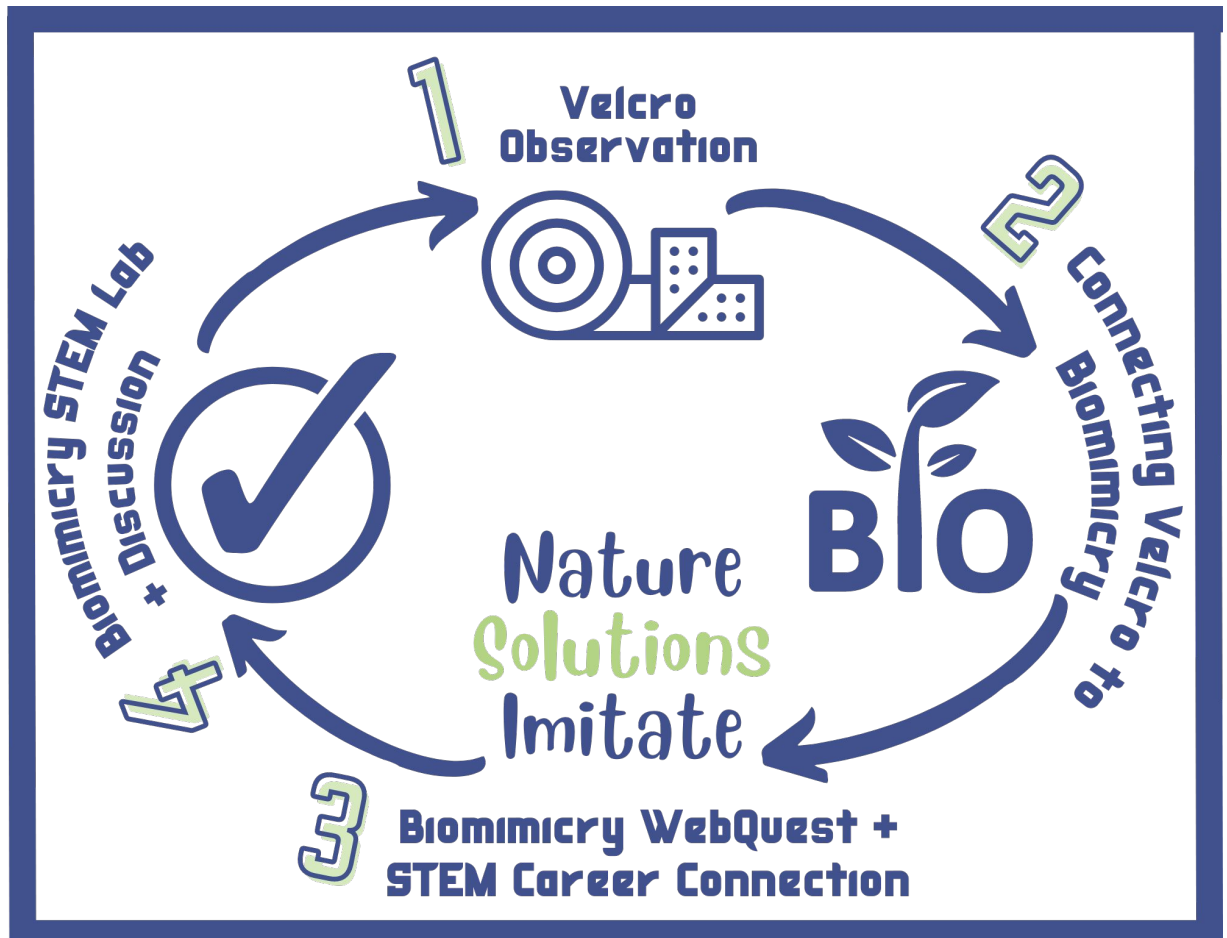 1
Velcro
Observation
2
Connecting Velcro to
Biomimicry
BIO
Nature
Solutions
Imitate
3
Biomimicry WebQuest +
STEM Career Connection
4
Biomimicry STEM Lab
+ Discussion